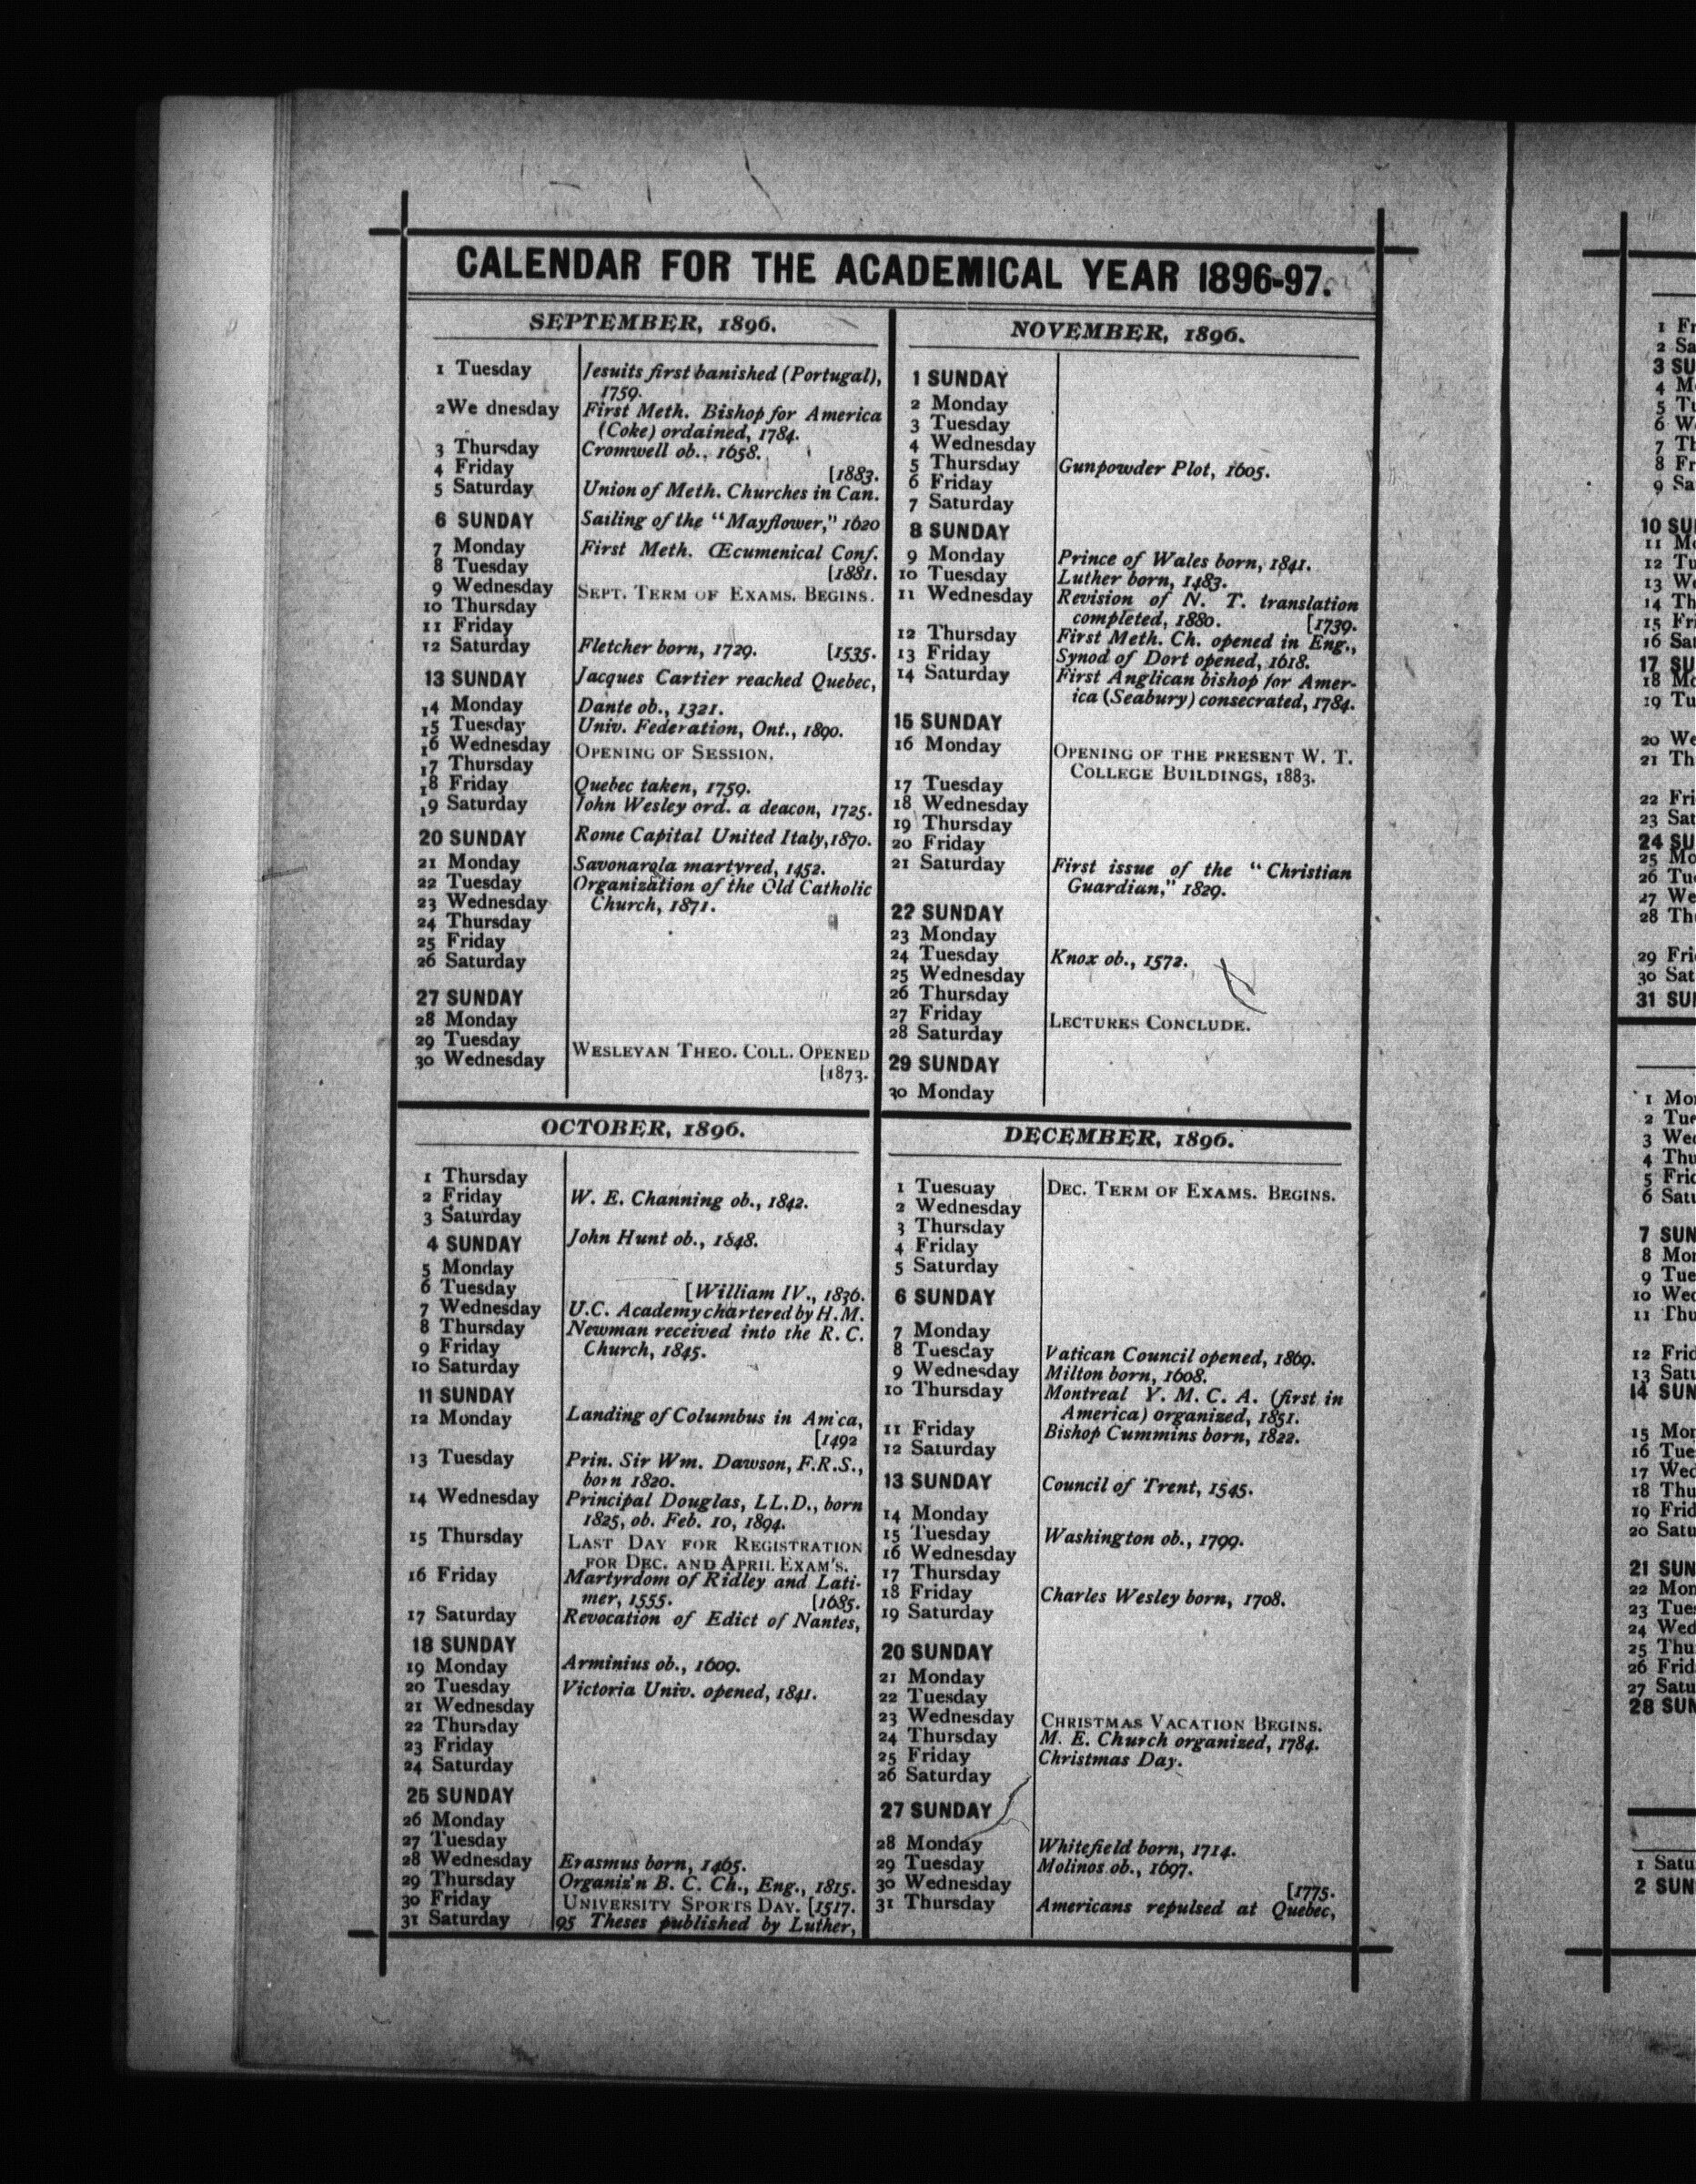 CALENDAR FOR THE ACADEMICAL YEAR 1896-97.
SEPTEMBER, 1896.
1 Tuesday Jesuits first banished (Portugal),
1759.
2We dnesday First Meth. Bishop for America
(Coke) ordained, 1784.
3 Thursday Cromwell ob., 1658.
4 Friday [1883.
5 Saturday Union of Meth. Churches in Can.
6 SUNDAY Sailing of the "Mayflower," 1620
7 Monday First Meth. Œcumenical Conf.
8 Tuesday [1881.
9 Wednesday SEPT. TERM OF EXAMS. BEGINS.
10 Thursday
11 Friday
12 Saturday Fletcher born, 1729. [1535.
13 SUNDAY Jacques Cartier reached Quebec,
14 Monday Dante ob., 1321.
15 Tuesday Univ. Federation, Ont., 1890.
16 Wednesday OPENING OF SESSION.
17 Thursday
18 Friday Quebec taken, 1759.
19 Saturday John Wesley ord. a deacon, 1725.
20 SUNDAY Rome Capital United Italy, 1870.
21 Monday Savonarola martyred, 1452.
22 Tuesday Organization of the Old Catholic
23 Wednesday Church, 1871.
24 Thursday
25 Friday
26 Saturday
27 SUNDAY
28 Monday
29 Tuesday
30 Wednesday WESLEYAN THEO. COLL. OPENED
[1873.
OCTOBER, 1896.
1 Thursday
2 Friday W. E. Channing ob., 1842.
3 Saturday
4 SUNDAY John Hunt ob., 1848.
5 Monday
6 Tuesday [William IV., 1836.
7 Wednesday U.C. Academy chartered by H.M.
8 Thursday Newman received into the R. C.
9 Friday Church, 1845.
10 Saturday
11 SUNDAY
12 Monday Landing of Columbus in Am'ca,
[1492
13 Tuesday Prin. Sir Wm. Dawson, F.R.S.,
born 1820.
14 Wednesday Principal Douglas, LL.D., born
1825, ob. Feb. 10, 1894.
15 Thursday LAST DAY FOR REGISTRATION
FOR DEC. AND APRIL EXAM'S.
16 Friday Martyrdom of Ridley and Lati-
mer, 1555. [1685.
17 Saturday Revocation of Edict of Nantes,
18 SUNDAY
19 Monday Arminius ob., 1609.
20 Tuesday Victoria Univ. opened, 1841.
21 Wednesday
22 Thursday
23 Friday
24 Saturday
25 SUNDAY
26 Monday
27 Tuesday
28 Wednesday Erasmus born, 1465.
29 Thursday Organiz'n B. C. Ch., Eng., 1815.
30 Friday UNIVERSITY SPORTS DAY. [1517.
31 Saturday 95 Theses published by Luther,
NOVEMBER, 1896.
1 SUNDAY
2 Monday
3 Tuesday
4 Wednesday
5 Thursday Gunpowder Plot, 1605.
6 Friday
7 Saturday
8 SUNDAY
9 Monday Prince of Wales born, 1841.
10 Tuesday Luther born, 1483.
11 Wednesday Revision of N. T. translation
completed, 1880. [1739.
12 Thursday First Meth. Ch. opened in Eng.,
13 Friday Synod of Dort opened, 1618.
14 Saturday First Anglican bishop for Amer-
ica (Seabury) consecrated, 1784.
15 SUNDAY
16 Monday OPENING OF THE PRESENT W. T.
COLLEGE BUILDINGS, 1883.
17 Tuesday
18 Wednesday
19 Thursday
20 Friday
21 Saturday First issue of the "Christian
Guardian," 1829.
22 SUNDAY
23 Monday
24 Tuesday Knox ob., 1572.
25 Wednesday
26 Thursday
27 Friday LECTURES CONCLUDE.
28 Saturday
29 SUNDAY
30 Monday
DECEMBER, 1896.
1 Tuesday DEC. TERM OF EXAMS. BEGINS.
2 Wednesday
3 Thursday
4 Friday
5 Saturday
6 SUNDAY
7 Monday
8 Tuesday Vatican Council opened, 1869.
9 Wednesday Milton born, 1608.
10 Thursday Montreal Y. M. C. A. (first in
America) organized, 1851.
11 Friday Bishop Cummins born, 1822.
12 Saturday
13 SUNDAY Council of Trent, 1545.
14 Monday
15 Tuesday Washington ob., 1799.
16 Wednesday
17 Thursday
18 Friday Charles Wesley born, 1708.
19 Saturday
20 SUNDAY
21 Monday
22 Tuesday
23 Wednesday CHRISTMAS VACATION BEGINS.
24 Thursday M. E. Church organized, 1784.
25 Friday Christmas Day.
26 Saturday
27 SUNDAY
28 Monday Whitefield born, 1714.
29 Tuesday Molinos ob., 1697.
30 Wednesday [1775.
31 Thursday Americans repulsed at Quebec,